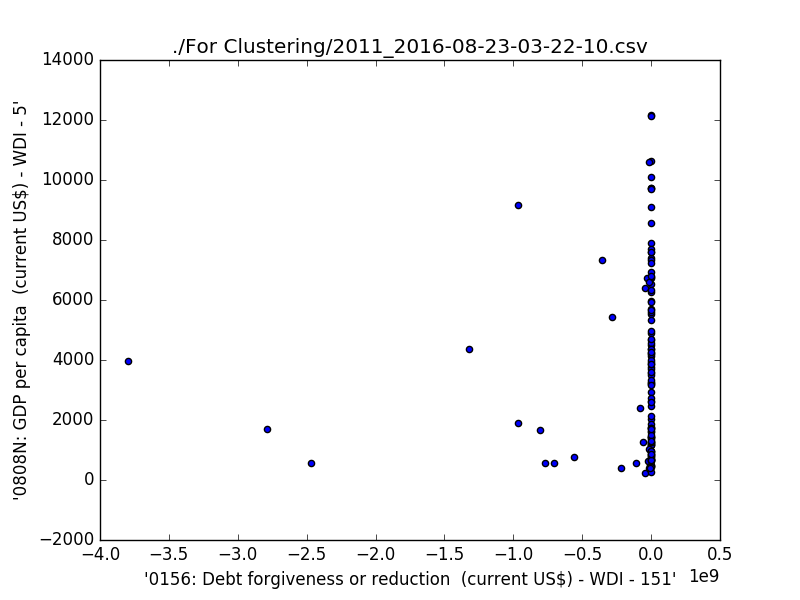 ./For Clustering/2011_2016-08-23-03-22-10.csv
14000
12000
10000
8000
6000
4000
2000
0
−2000
'0808N: GDP per capita  (current US$) - WDI - 5'
−4.0 −3.5 −3.0 −2.5 −2.0 −1.5 −1.0 −0.5 0.0 0.5
1e9
'0156: Debt forgiveness or reduction  (current US$) - WDI - 151'